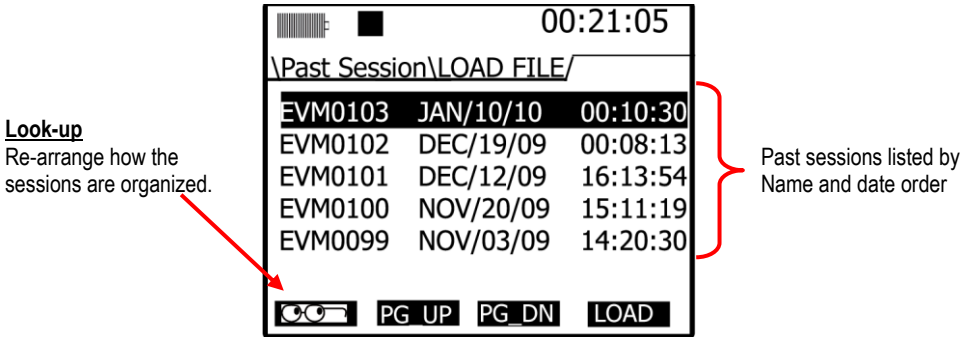 00:21:05
\Past Session\LOAD FILE/
EVM0103 JAN/10/10 00:10:30
EVM0102 DEC/19/09 00:08:13
EVM0101 DEC/12/09 16:13:54
EVM0100 NOV/20/09 15:11:19
EVM0099 NOV/03/09 14:20:30
PG_UP PG_DN LOAD
Look-up
Re-arrange how the
sessions are organized.
Past sessions listed by
Name and date order